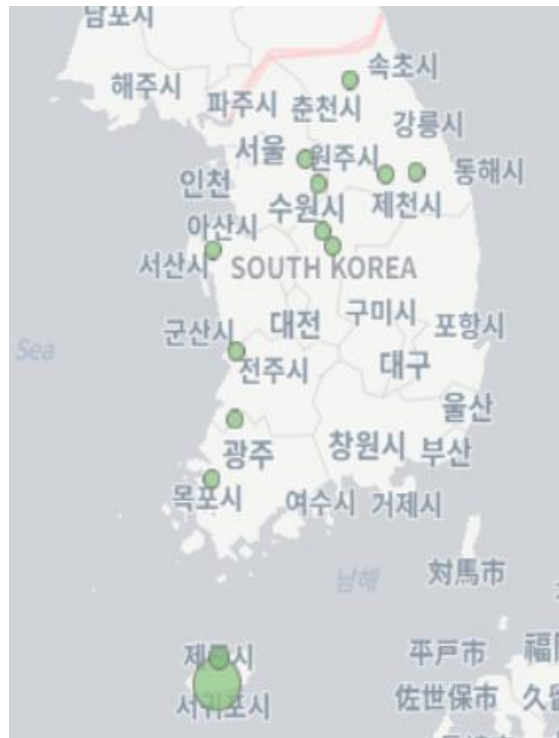 남포시
속초시
해주시
파주시
춘천시
강릉시
서울
원주시
동해시
인천
수원시
제천시
아산시
서산시
SOUTH KOREA
대전
구미시
군산시
포항시
Sea
전주시
대구
울산
광주
창원시
부산
목포시
여수시
거제시
남해
対馬市
제주시
平戸市
서귀포시
佐世保市